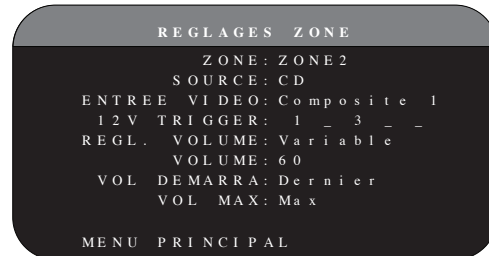 REGLAGES ZONE
ZONE: ZONE2
SOURCE: CD
ENTREE VIDEO: Composite 1
12V TRIGGER: 1 _ 3 _ _
REGL. VOLUME: Variable
VOLUME: 60
VOL DEMARRA: Dernier
VOL MAX: Max
MENU PRINCIPAL